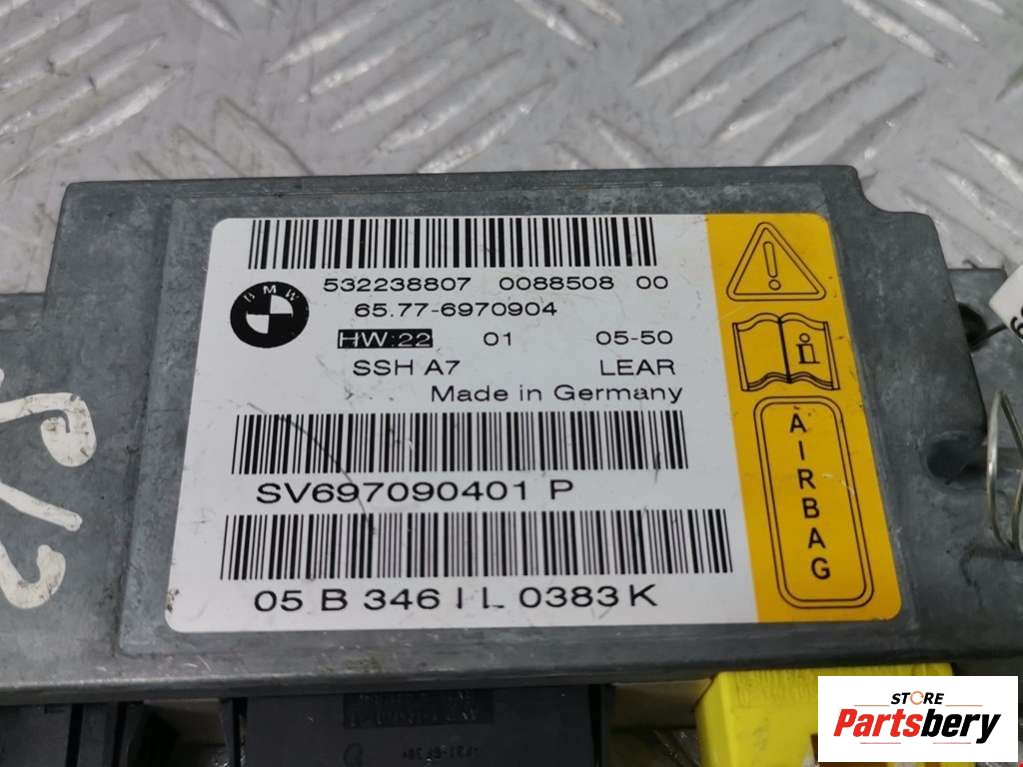 532238807 0088508 00
BMW
65.77-6970904
HW:22 01 05-50
SSH A7 LEAR
Made in Germany
SV697090401 P
05 B 346 I L 0383 K
AIRBAG
STORE
Partsbery